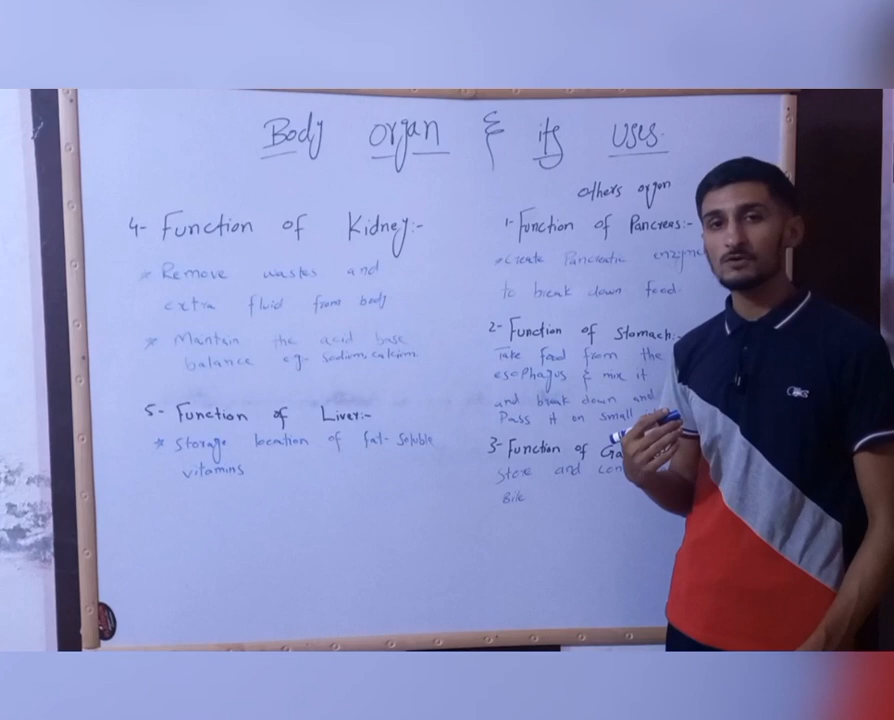 Body organ & its uses.
4- Function of Kidney:-
* Remove wastes and
extra fluid from body
* Mantain the acid base
balance eg- sodium, calcium
5- Function of Liver:-
* Storage location of fat-soluble
vitamins
others organ
1- Function of Pancreas:-
* create Pancreatic
to break down food.
2- Function of Stomach:-
Take food from the
esophagus & mix it
and break down and
Pass it on small
3- Function of
Store and
Bile